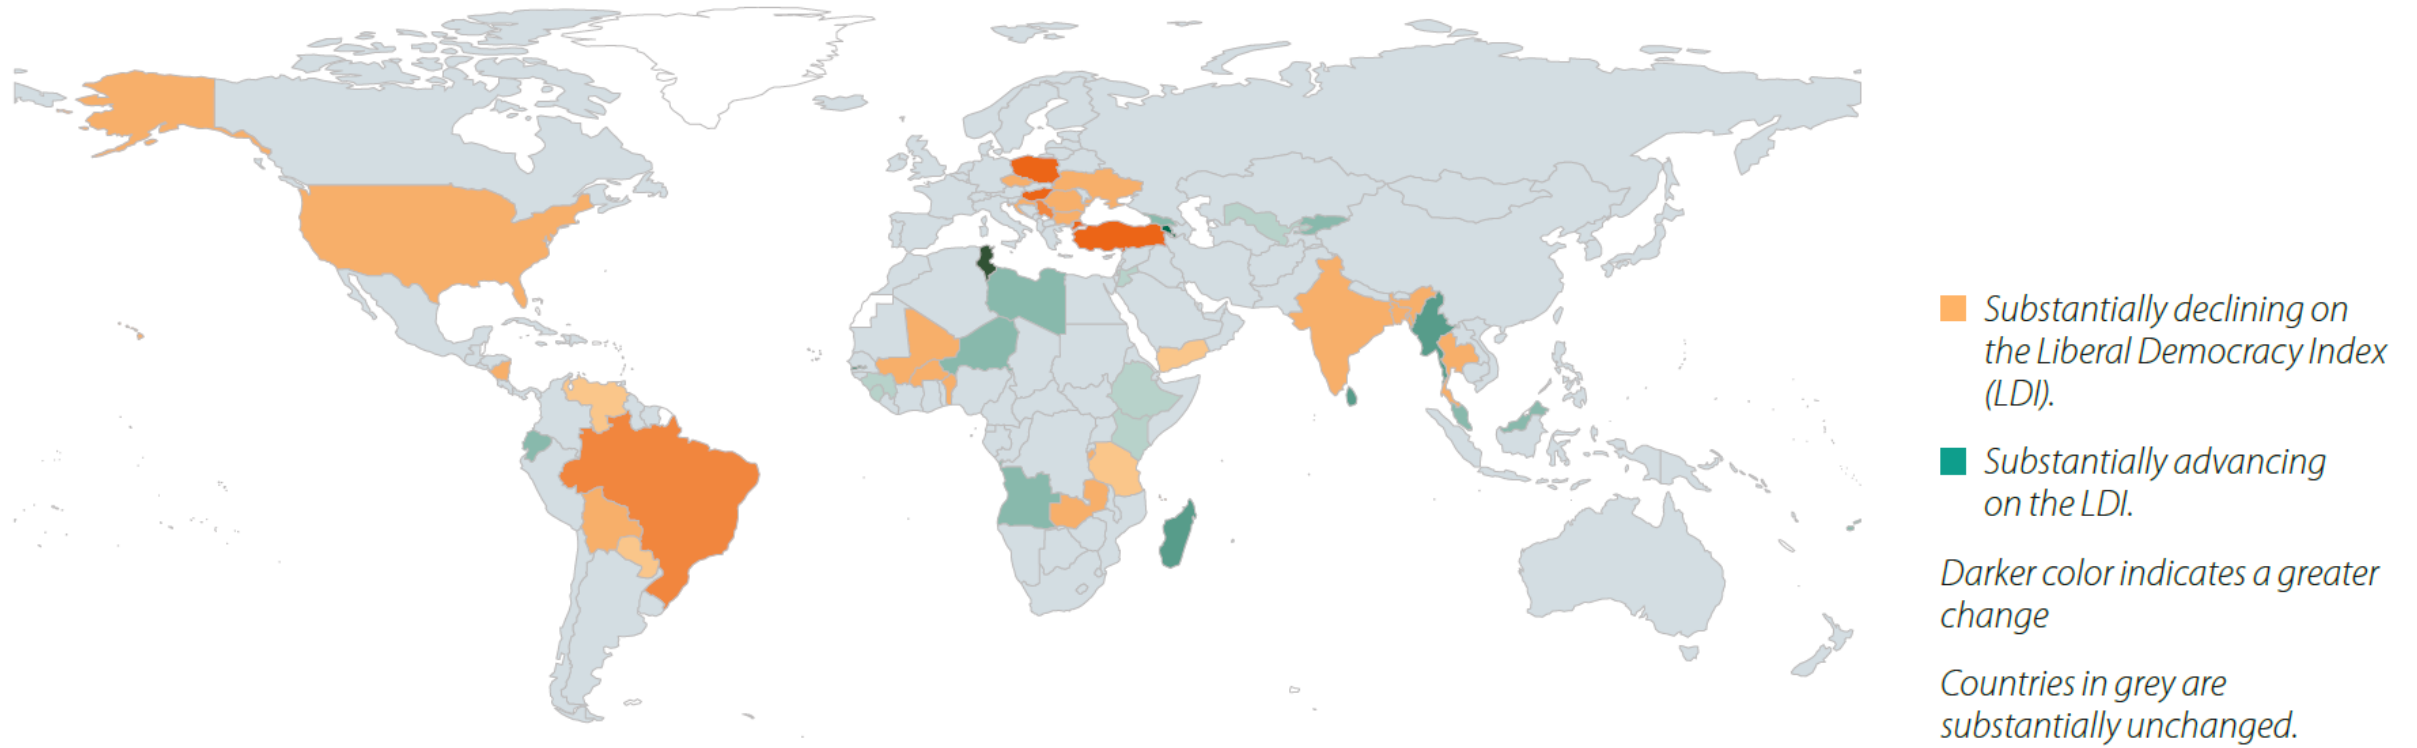 Substantially declining on
the Liberal Democracy Index
(LDI).
Substantially advancing
on the LDI.
Darker color indicates a greater
change
Countries in grey are
substantially unchanged.